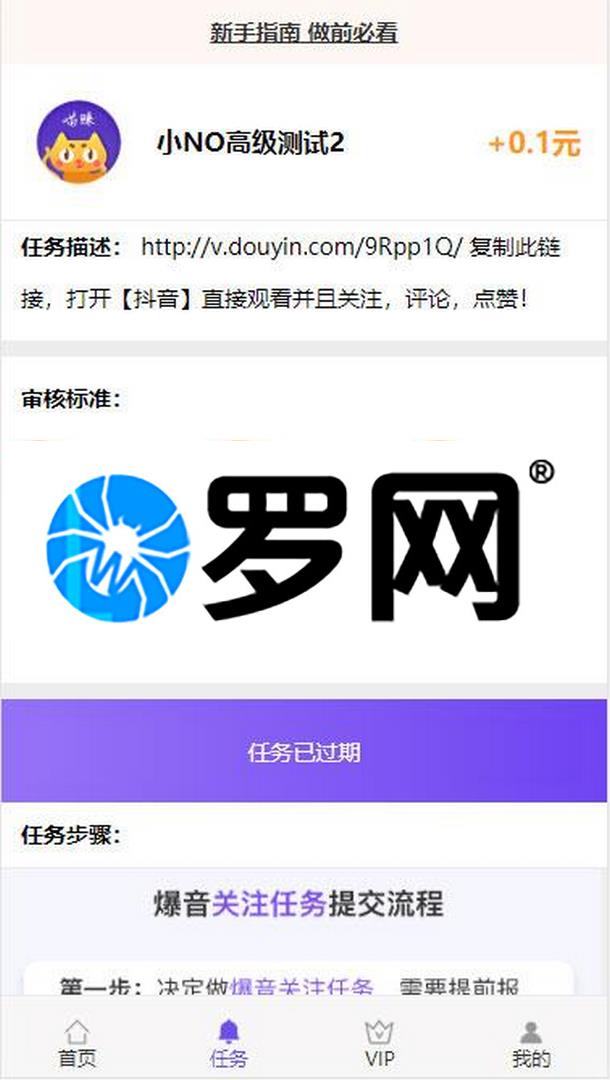 新手指南 做前必看
喵赚
小NO高级测试2
+0.1元
任务描述： http://v.douyin.com/9Rpp1Q/ 复制此链
接，打开【抖音】直接观看并且关注，评论，点赞！
审核标准：
罗网®
任务已过期
任务步骤：
爆音关注任务提交流程
第一步：决定做爆音关注任务，需要提前报
首页
任务
VIP
我的